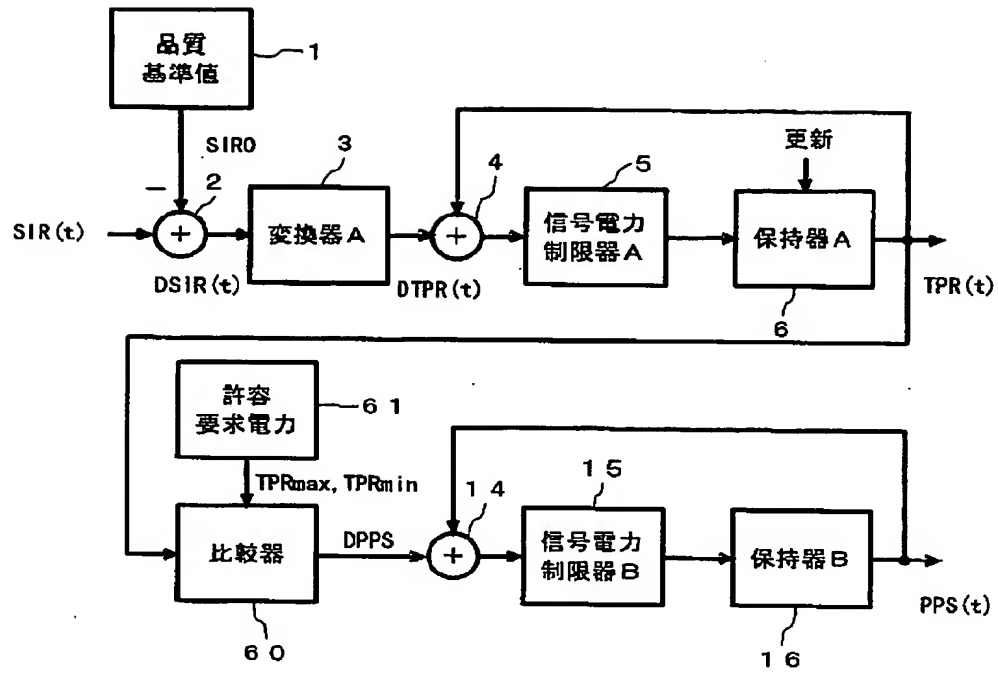 品質
基準値
1
SIR0
3
4
5
更新
－
2
SIR(t)
変換器A
信号電力
制限器A
保持器A
DSIR(t)
DTPR(t)
TPR(t)
6
許容
要求電力
61
TPRmax,TPRmin
14
15
比較器
DPPS
信号電力
制限器B
保持器B
PPS(t)
60
16